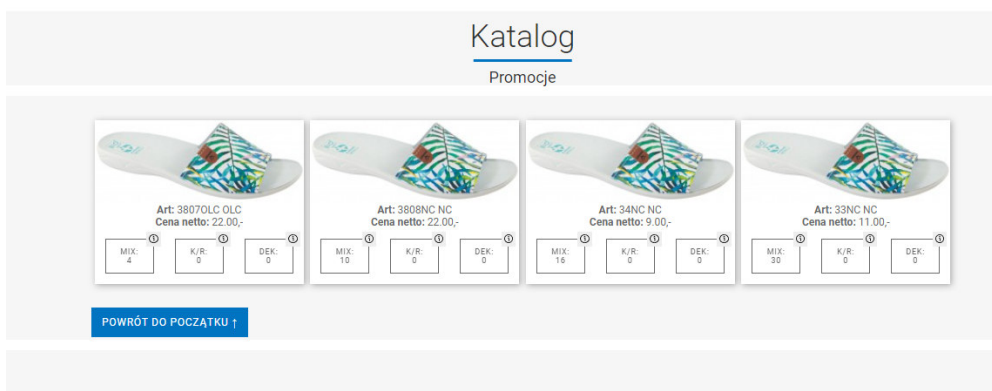 Katalog
Promocje
Art: 3807OLC OLC
Cena netto: 22.00,-
MIX:
4
K/R:
0
DEK:
0
Art: 3808NC NC
Cena netto: 22.00,-
MIX:
10
K/R:
0
DEK:
0
Art: 34NC NC
Cena netto: 9.00,-
MIX:
16
K/R:
0
DEK:
0
Art: 33NC NC
Cena netto: 11.00,-
MIX:
30
K/R:
0
DEK:
0
POWRÓT DO POCZĄTKU ↑